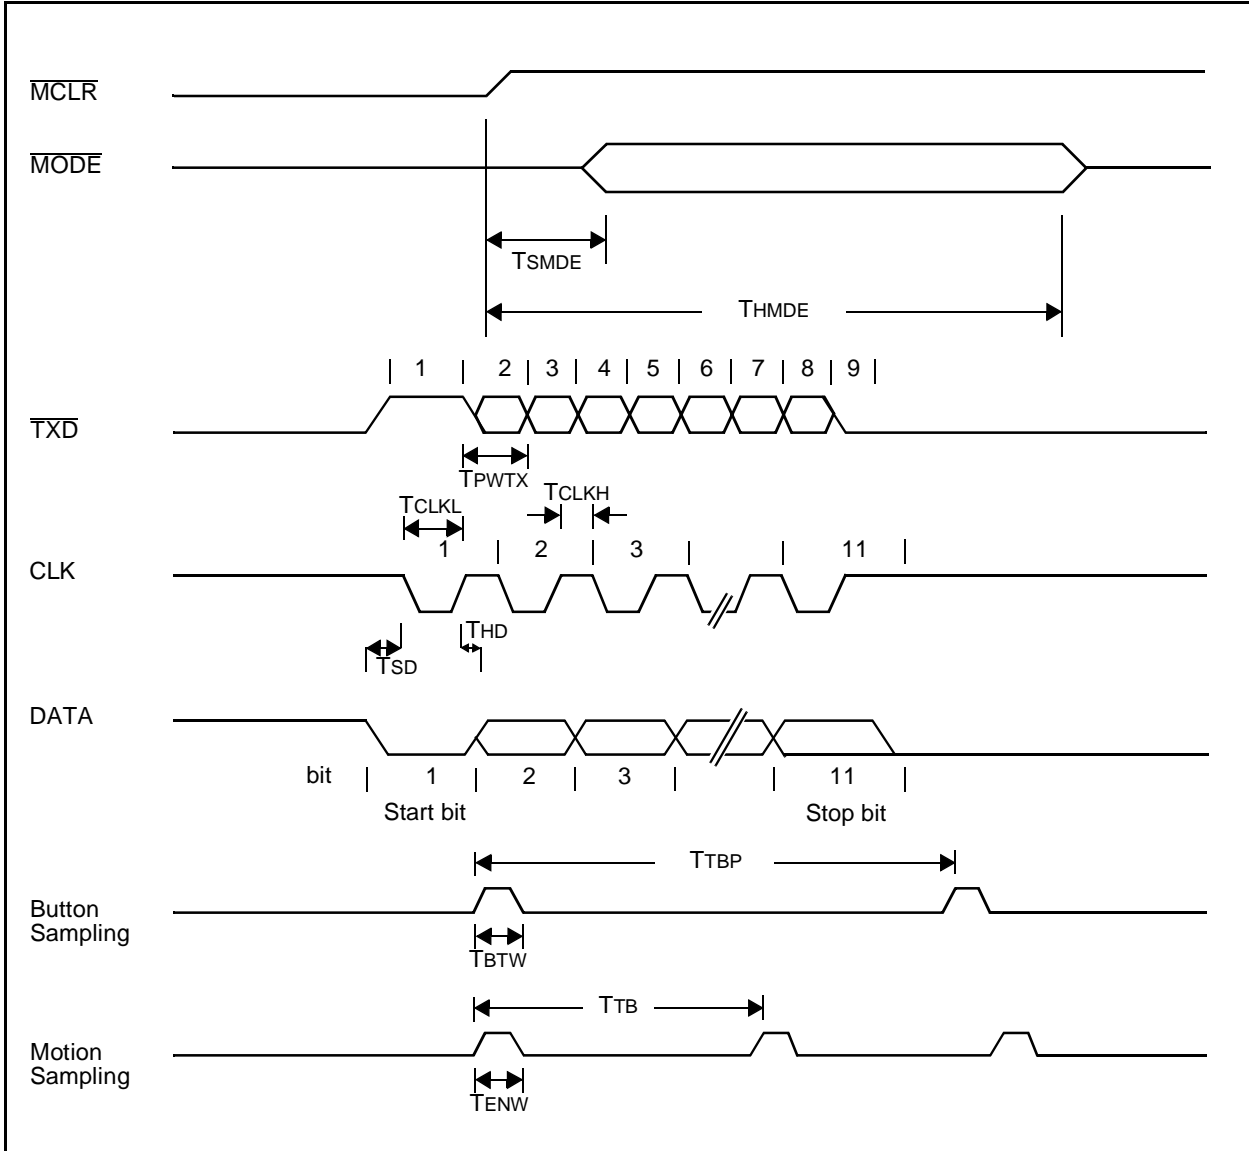 MCLR
MODE
TSMDE
THMDE
1 2 3 4 5 6 7 8 9
TXD
TPWTX
TCLKL TCLKH
1 2 3 11
CLK
THD
TSD
DATA
bit 1 2 3 11
Start bit Stop bit
TTBP
Button
Sampling
TBTW
TTB
Motion
Sampling
TENW